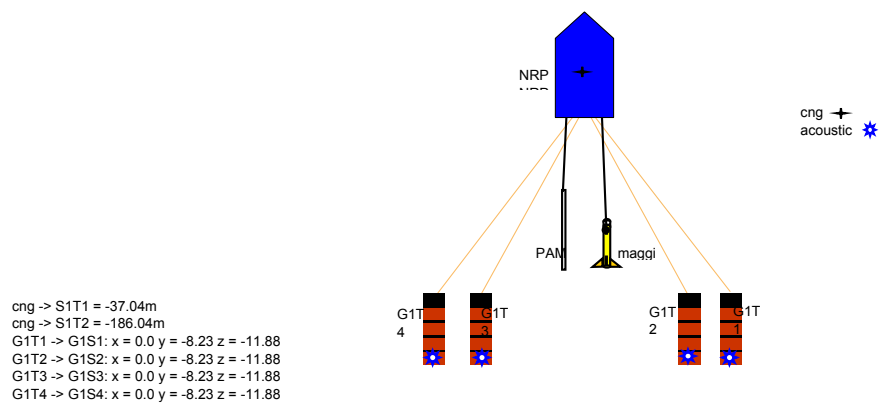 NRP
NRP
cng
acoustic
PAM
maggi
G1T
4
G1T
3
G1T
2
G1T
1
cng -> S1T1 = -37.04m
cng -> S1T2 = -186.04m
G1T1 -> G1S1: x = 0.0 y = -8.23 z = -11.88
G1T2 -> G1S2: x = 0.0 y = -8.23 z = -11.88
G1T3 -> G1S3: x = 0.0 y = -8.23 z = -11.88
G1T4 -> G1S4: x = 0.0 y = -8.23 z = -11.88